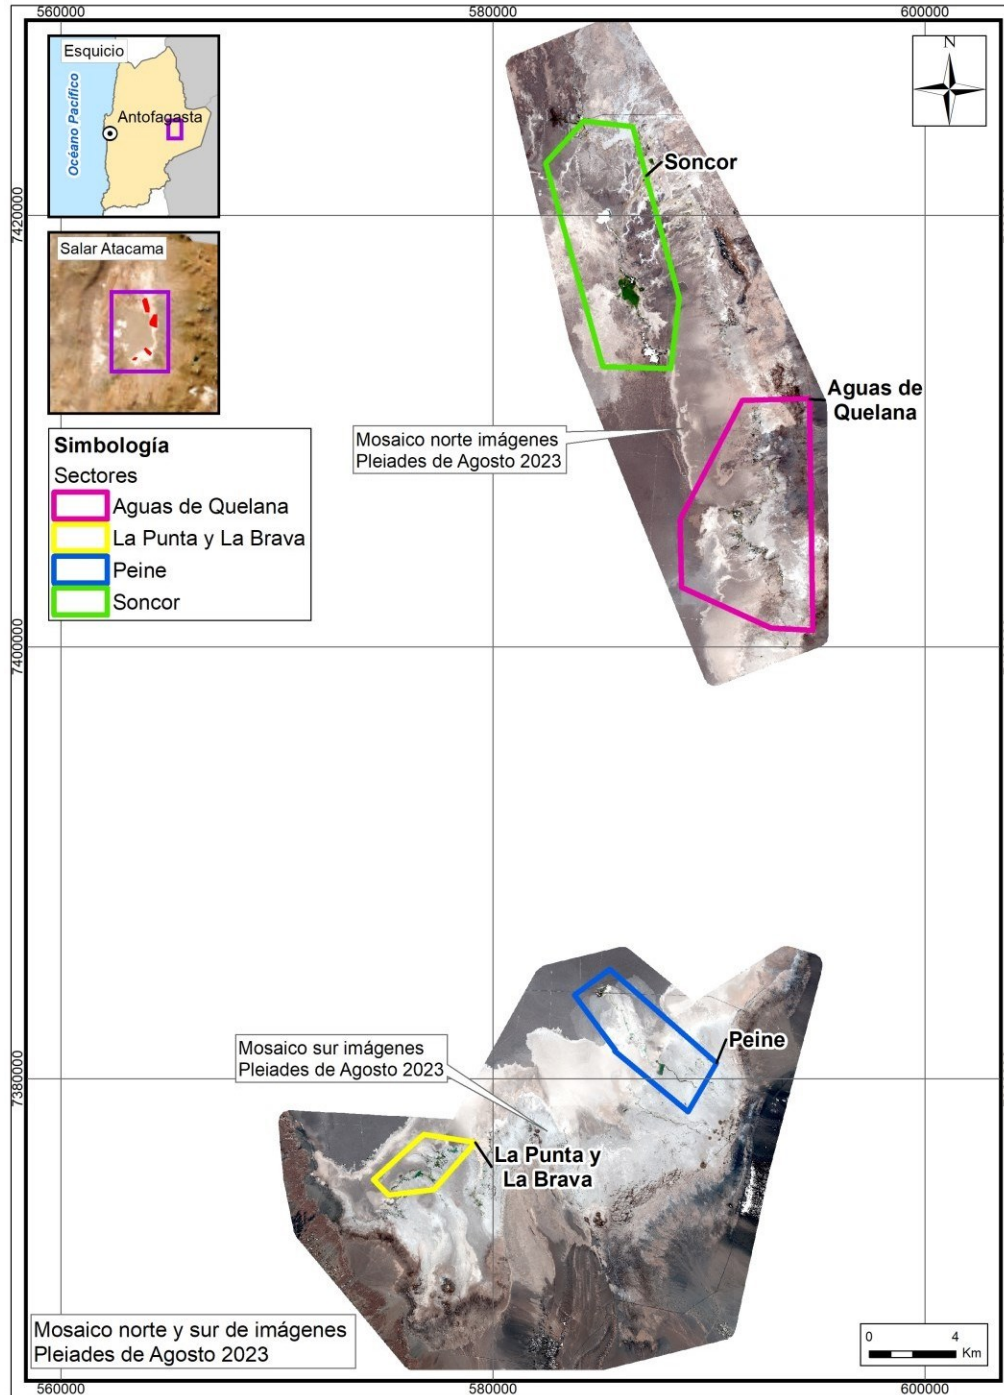 560000
580000
600000
Esquicio
Océano Pacífico
Antofagasta
N
Soncor
7420000
Salar Atacama
Aguas de
Quelana
Mosaico norte imágenes
Pleiades de Agosto 2023
Simbología
Sectores
Aguas de Quelana
La Punta y La Brava
Peine
Soncor
7400000
Peine
Mosaico sur imágenes
Pleiades de Agosto 2023
7380000
La Punta y
La Brava
Mosaico norte y sur de imágenes
Pleiades de Agosto 2023
0 4
Km
560000
580000
600000